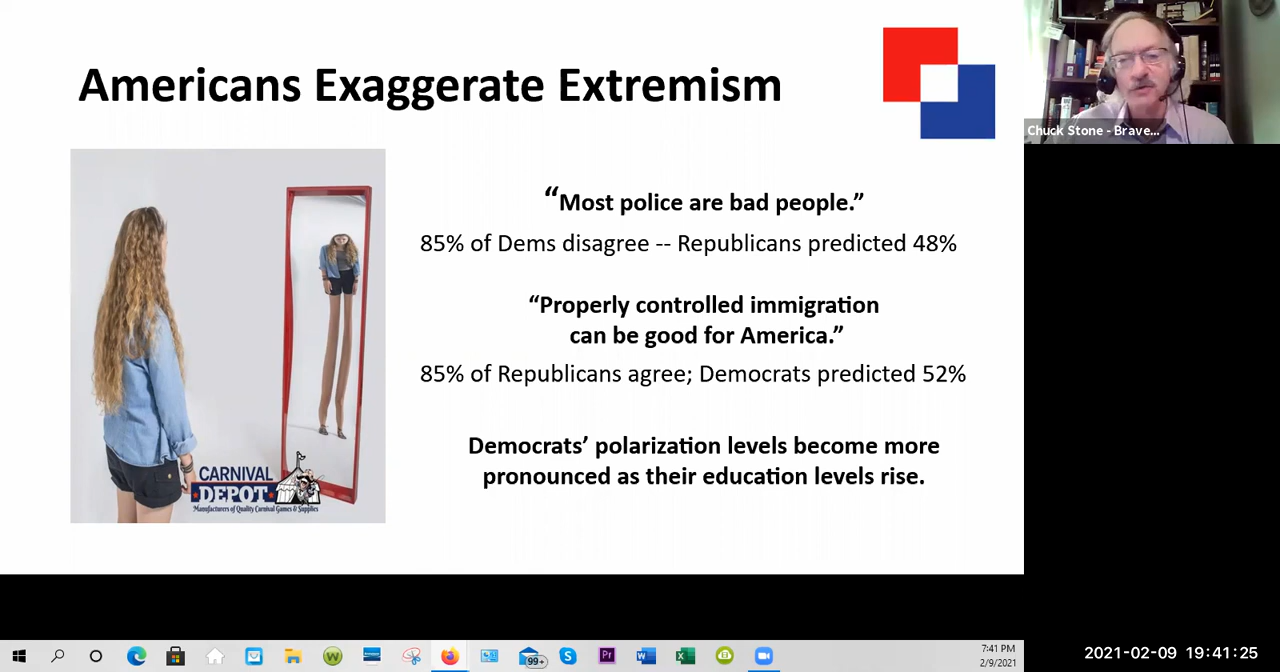 Americans Exaggerate Extremism
Chuck Stone - Brave...
“Most police are bad people.”
85% of Dems disagree -- Republicans predicted 48%
“Properly controlled immigration
can be good for America.”
85% of Republicans agree; Democrats predicted 52%
Democrats’ polarization levels become more
pronounced as their education levels rise.
CARNIVAL
DEPOT
Manufacturers of Quality Carnival Games & Supplies
99+
7:41 PM
2/9/2021
2021-02-09 19:41:25